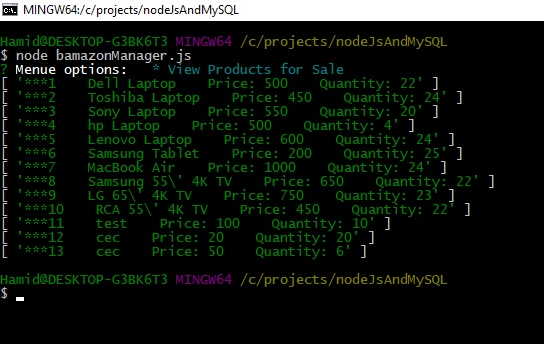 MINGW64:/c/projects/nodeJsAndMySQL
Hamid@DESKTOP-G3BK6T3 MINGW64 /c/projects/nodeJsAndMySQL
$ node bamazonManager.js
? Menue options:   * View Products for Sale
[ '***1    Dell Laptop    Price: 500    Quantity: 22' ]
[ '***2    Toshiba Laptop    Price: 450    Quantity: 24' ]
[ '***3    Sony Laptop    Price: 550    Quantity: 20' ]
[ '***4    hp Laptop    Price: 500    Quantity: 4' ]
[ '***5    Lenovo Laptop    Price: 600    Quantity: 24' ]
[ '***6    Samsung Tablet    Price: 200    Quantity: 25' ]
[ '***7    MacBook Air    Price: 1000    Quantity: 24' ]
[ '***8    Samsung 55\' 4K TV    Price: 650    Quantity: 22' ]
[ '***9    LG 65\' 4K TV    Price: 750    Quantity: 23' ]
[ '***10    RCA 55\' 4K TV    Price: 450    Quantity: 22' ]
[ '***11    test    Price: 100    Quantity: 10' ]
[ '***12    cec    Price: 20    Quantity: 20' ]
[ '***13    cec    Price: 50    Quantity: 6' ]
Hamid@DESKTOP-G3BK6T3 MINGW64 /c/projects/nodeJsAndMySQL
$